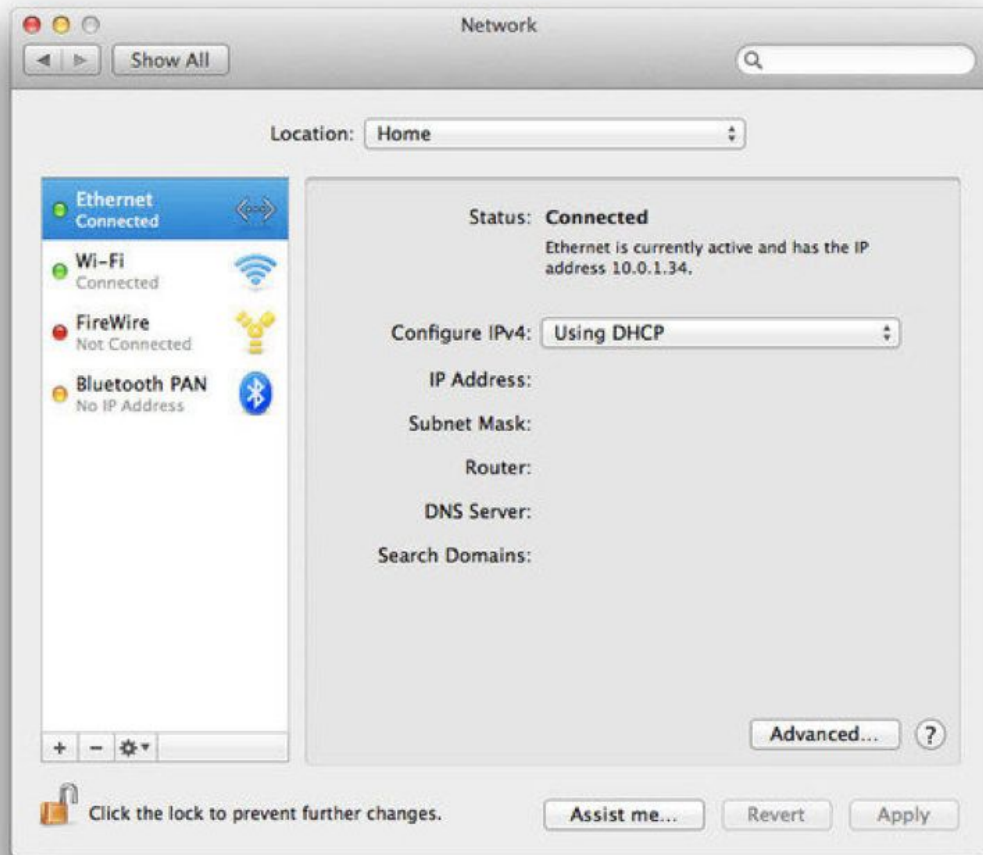 Network
Show All
Location: Home
Ethernet
Connected
Wi-Fi
Connected
FireWire
Not Connected
Bluetooth PAN
No IP Address
Status: Connected
Ethernet is currently active and has the IP
address 10.0.1.34.
Configure IPv4: Using DHCP
IP Address:
Subnet Mask:
Router:
DNS Server:
Search Domains:
Advanced...
?
Click the lock to prevent further changes.
Assist me...
Revert
Apply